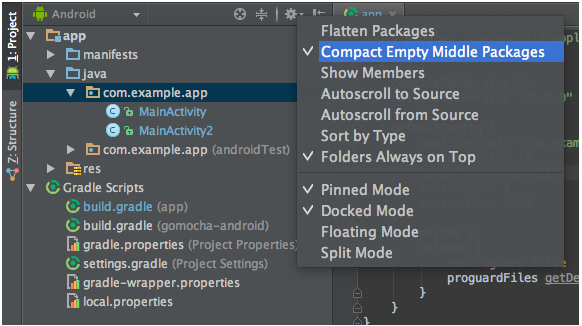 1: Project
Z: Structure
Android
app
manifests
java
com.example.app
MainActivity
MainActivity2
com.example.app (androidTest)
res
Gradle Scripts
build.gradle (app)
build.gradle (gomocha-android)
gradle.properties (Project Properties)
settings.gradle (Project Settings)
gradle-wrapper.properties
local.properties
app
Flatten Packages
Compact Empty Middle Packages
Show Members
Autoscroll to Source
Autoscroll from Source
Sort by Type
Folders Always on Top
Pinned Mode
Docked Mode
Floating Mode
Split Mode
proguardFiles getDe
}
}
}